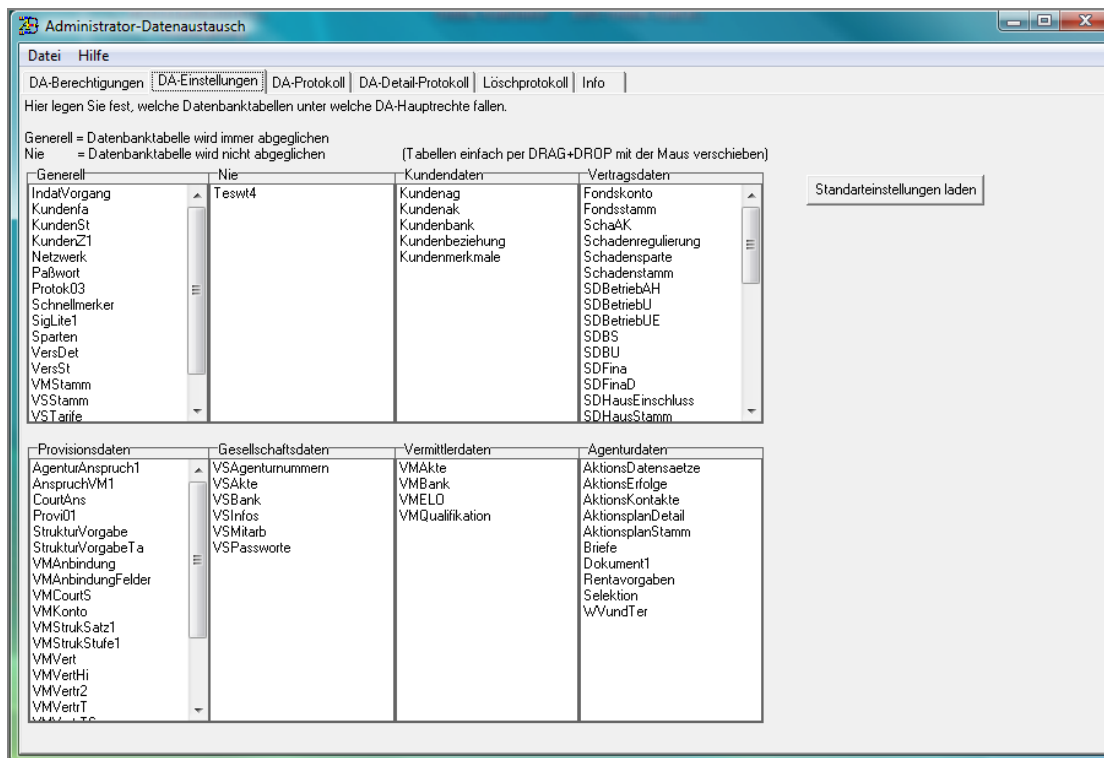 Administrator-Datenaustausch
Datei Hilfe
DA-Berechtigungen DA-Einstellungen DA-Protokoll DA-Detail-Protokoll Löschprotokoll Info
Hier legen Sie fest, welche Datenbanktabellen unter welche DA-Hauptrechte fallen.
Generell = Datenbanktabelle wird immer abgeglichen
Nie = Datenbanktabelle wird nicht abgeglichen (Tabellen einfach per DRAG+DROP mit der Maus verschieben)
Standarteinstellungen laden
Generell
IndatVorgang
Kundenfa
KundenSt
KundenZ1
Netzwerk
Paßwort
Protok03
Schnellmerker
SigLite1
Sparten
VersDet
VersSt
VMStamm
VSStamm
VSTarife
Nie
Teswt4
Kundendaten
Kundenag
Kundenak
Kundenbank
Kundenbeziehung
Kundenmerkmale
Vertragsdaten
Fondskonto
Fondsstamm
SchaAK
Schadenregulierung
Schadensparte
Schadenstamm
SDBetriebAH
SDBetriebU
SDBetriebUE
SDBS
SDBU
SDFina
SDFinaD
SDHausEinschluss
SDHausStamm
Provisionsdaten
AgenturAnspruch1
AnspruchVM1
CourtAns
Provi01
StrukturVorgabe
StrukturVorgabeTa
VMAnbindung
VMAnbindungFelder
VMCourtS
VMKonto
VMStrukSatz1
VMStrukStufe1
VMVert
VMVertHi
VMVertr2
VMVertrT
Gesellschaftsdaten
VSAgenturnummern
VSAkte
VSBank
VSInfos
VSMitarb
VSPassworte
Vermittlerdaten
VMAkte
VMBank
VMELO
VMQualifikation
Agenturdaten
AktionsDatensaetze
AktionsErfolge
AktionsKontakte
AktionsplanDetail
AktionsplanStamm
Briefe
Dokument1
Rentavorgaben
Selektion
WVundTer